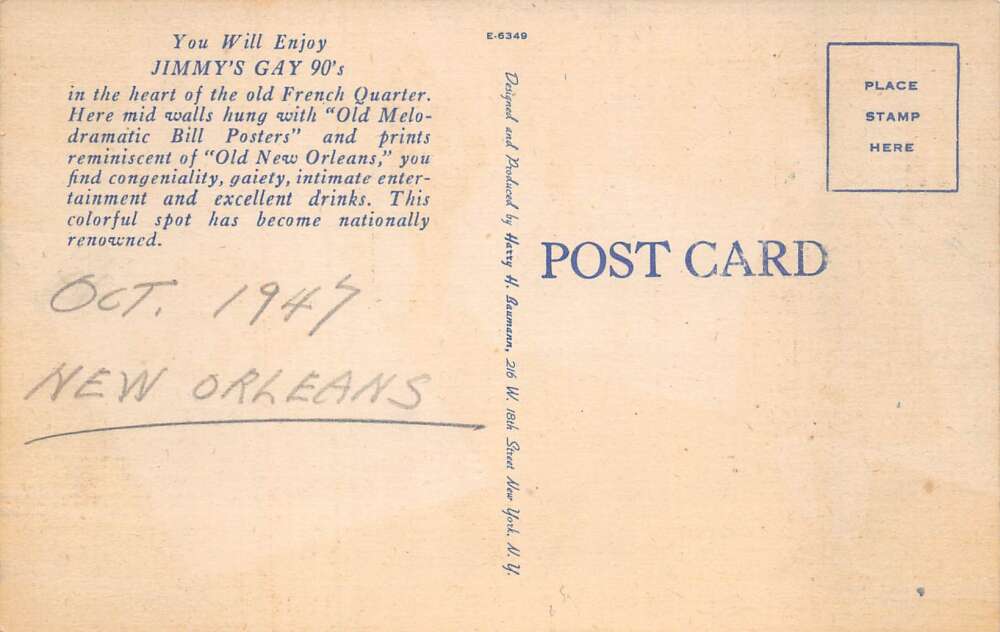 You Will Enjoy
JIMMY'S GAY 90's
in the heart of the old French Quarter.
Here mid walls hung with "Old Melo-
dramatic Bill Posters" and prints
reminiscent of "Old New Orleans," you
find congeniality, gaiety, intimate enter-
tainment and excellent drinks. This
colorful spot has become nationally
renowned.
OCT. 1947
NEW ORLEANS
E-6349
Designed and Produced by Harry H. Baumann, 216 W. 18th Street New York, N. Y.
POST CARD
PLACE
STAMP
HERE